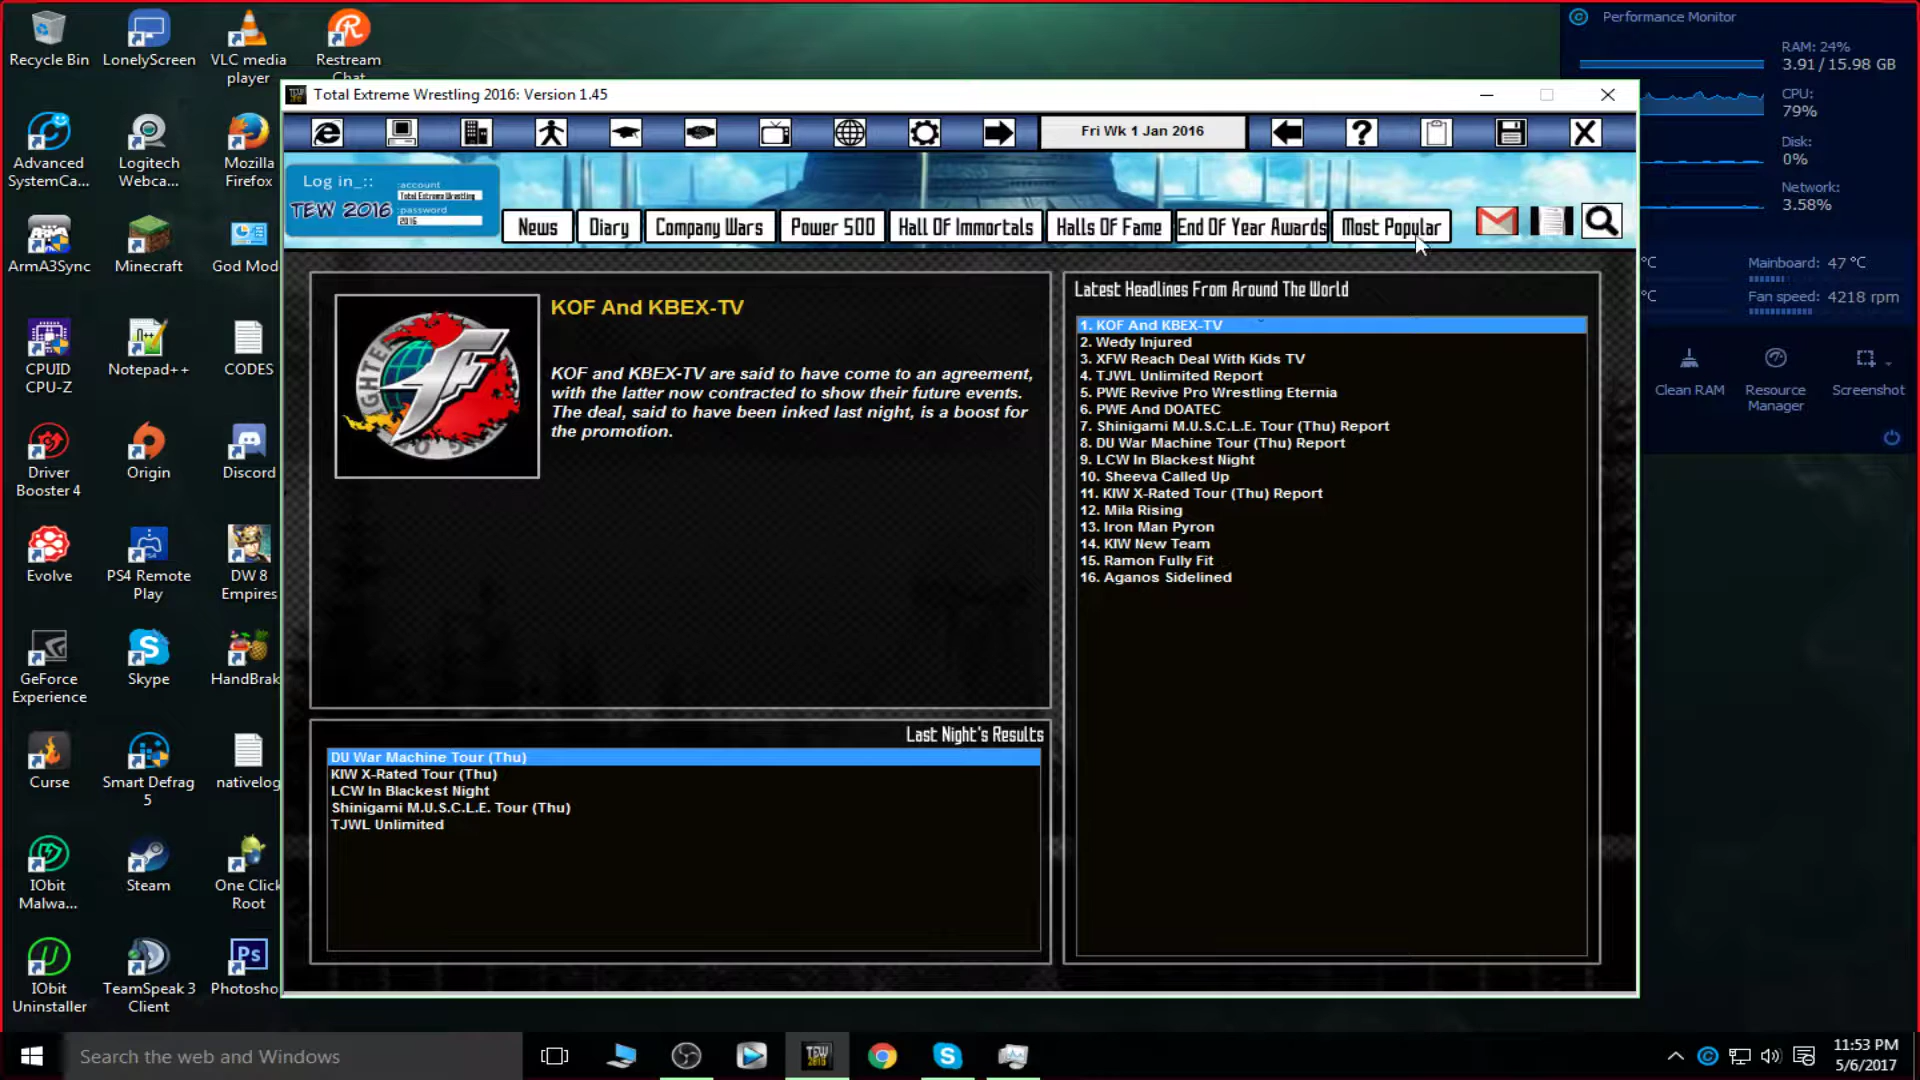 Recycle Bin
LonelyScreen
VLC media
player
Restream
Chat
Advanced
SystemCa...
Logitech
Webca...
Mozilla
Firefox
ArmA3Sync
Minecraft
God Mod
CPUID
CPU-Z
Notepad++
CODES
Driver
Booster 4
Origin
Discord
Evolve
PS4 Remote
Play
DW 8
Empires
GeForce
Experience
Skype
HandBrak
Curse
Smart Defrag
5
nativelog
IObit
Malwa...
Steam
One Click
Root
IObit
Uninstaller
TeamSpeak 3
Client
Photosho
Total Extreme Wrestling 2016: Version 1.45
Fri Wk 1 Jan 2016
Log in_::
:account
Total Extreme Wrestling
TEW 2016
:password
2016
News
Diary
Company Wars
Power 500
Hall Of Immortals
Halls Of Fame
End Of Year Awards
Most Popular
KOF And KBEX-TV
KOF and KBEX-TV are said to have come to an agreement,
with the latter now contracted to show their future events.
The deal, said to have been inked last night, is a boost for
the promotion.
Latest Headlines From Around The World
1. KOF And KBEX-TV
2. Wedy Injured
3. XFW Reach Deal With Kids TV
4. TJWL Unlimited Report
5. PWE Revive Pro Wrestling Eternia
6. PWE And DOATEC
7. Shinigami M.U.S.C.L.E. Tour (Thu) Report
8. DU War Machine Tour (Thu) Report
9. LCW In Blackest Night
10. Sheeva Called Up
11. KIW X-Rated Tour (Thu) Report
12. Mila Rising
13. Iron Man Pyron
14. KIW New Team
15. Ramon Fully Fit
16. Aganos Sidelined
Last Night's Results
DU War Machine Tour (Thu)
KIW X-Rated Tour (Thu)
LCW In Blackest Night
Shinigami M.U.S.C.L.E. Tour (Thu)
TJWL Unlimited
Performance Monitor
RAM: 24%
3.91 / 15.98 GB
CPU:
79%
Disk:
0%
Network:
3.58%
°C
Mainboard: 47 °C
°C
Fan speed: 4218 rpm
Clean RAM
Resource
Manager
Screenshot
Search the web and Windows
11:53 PM
5/6/2017